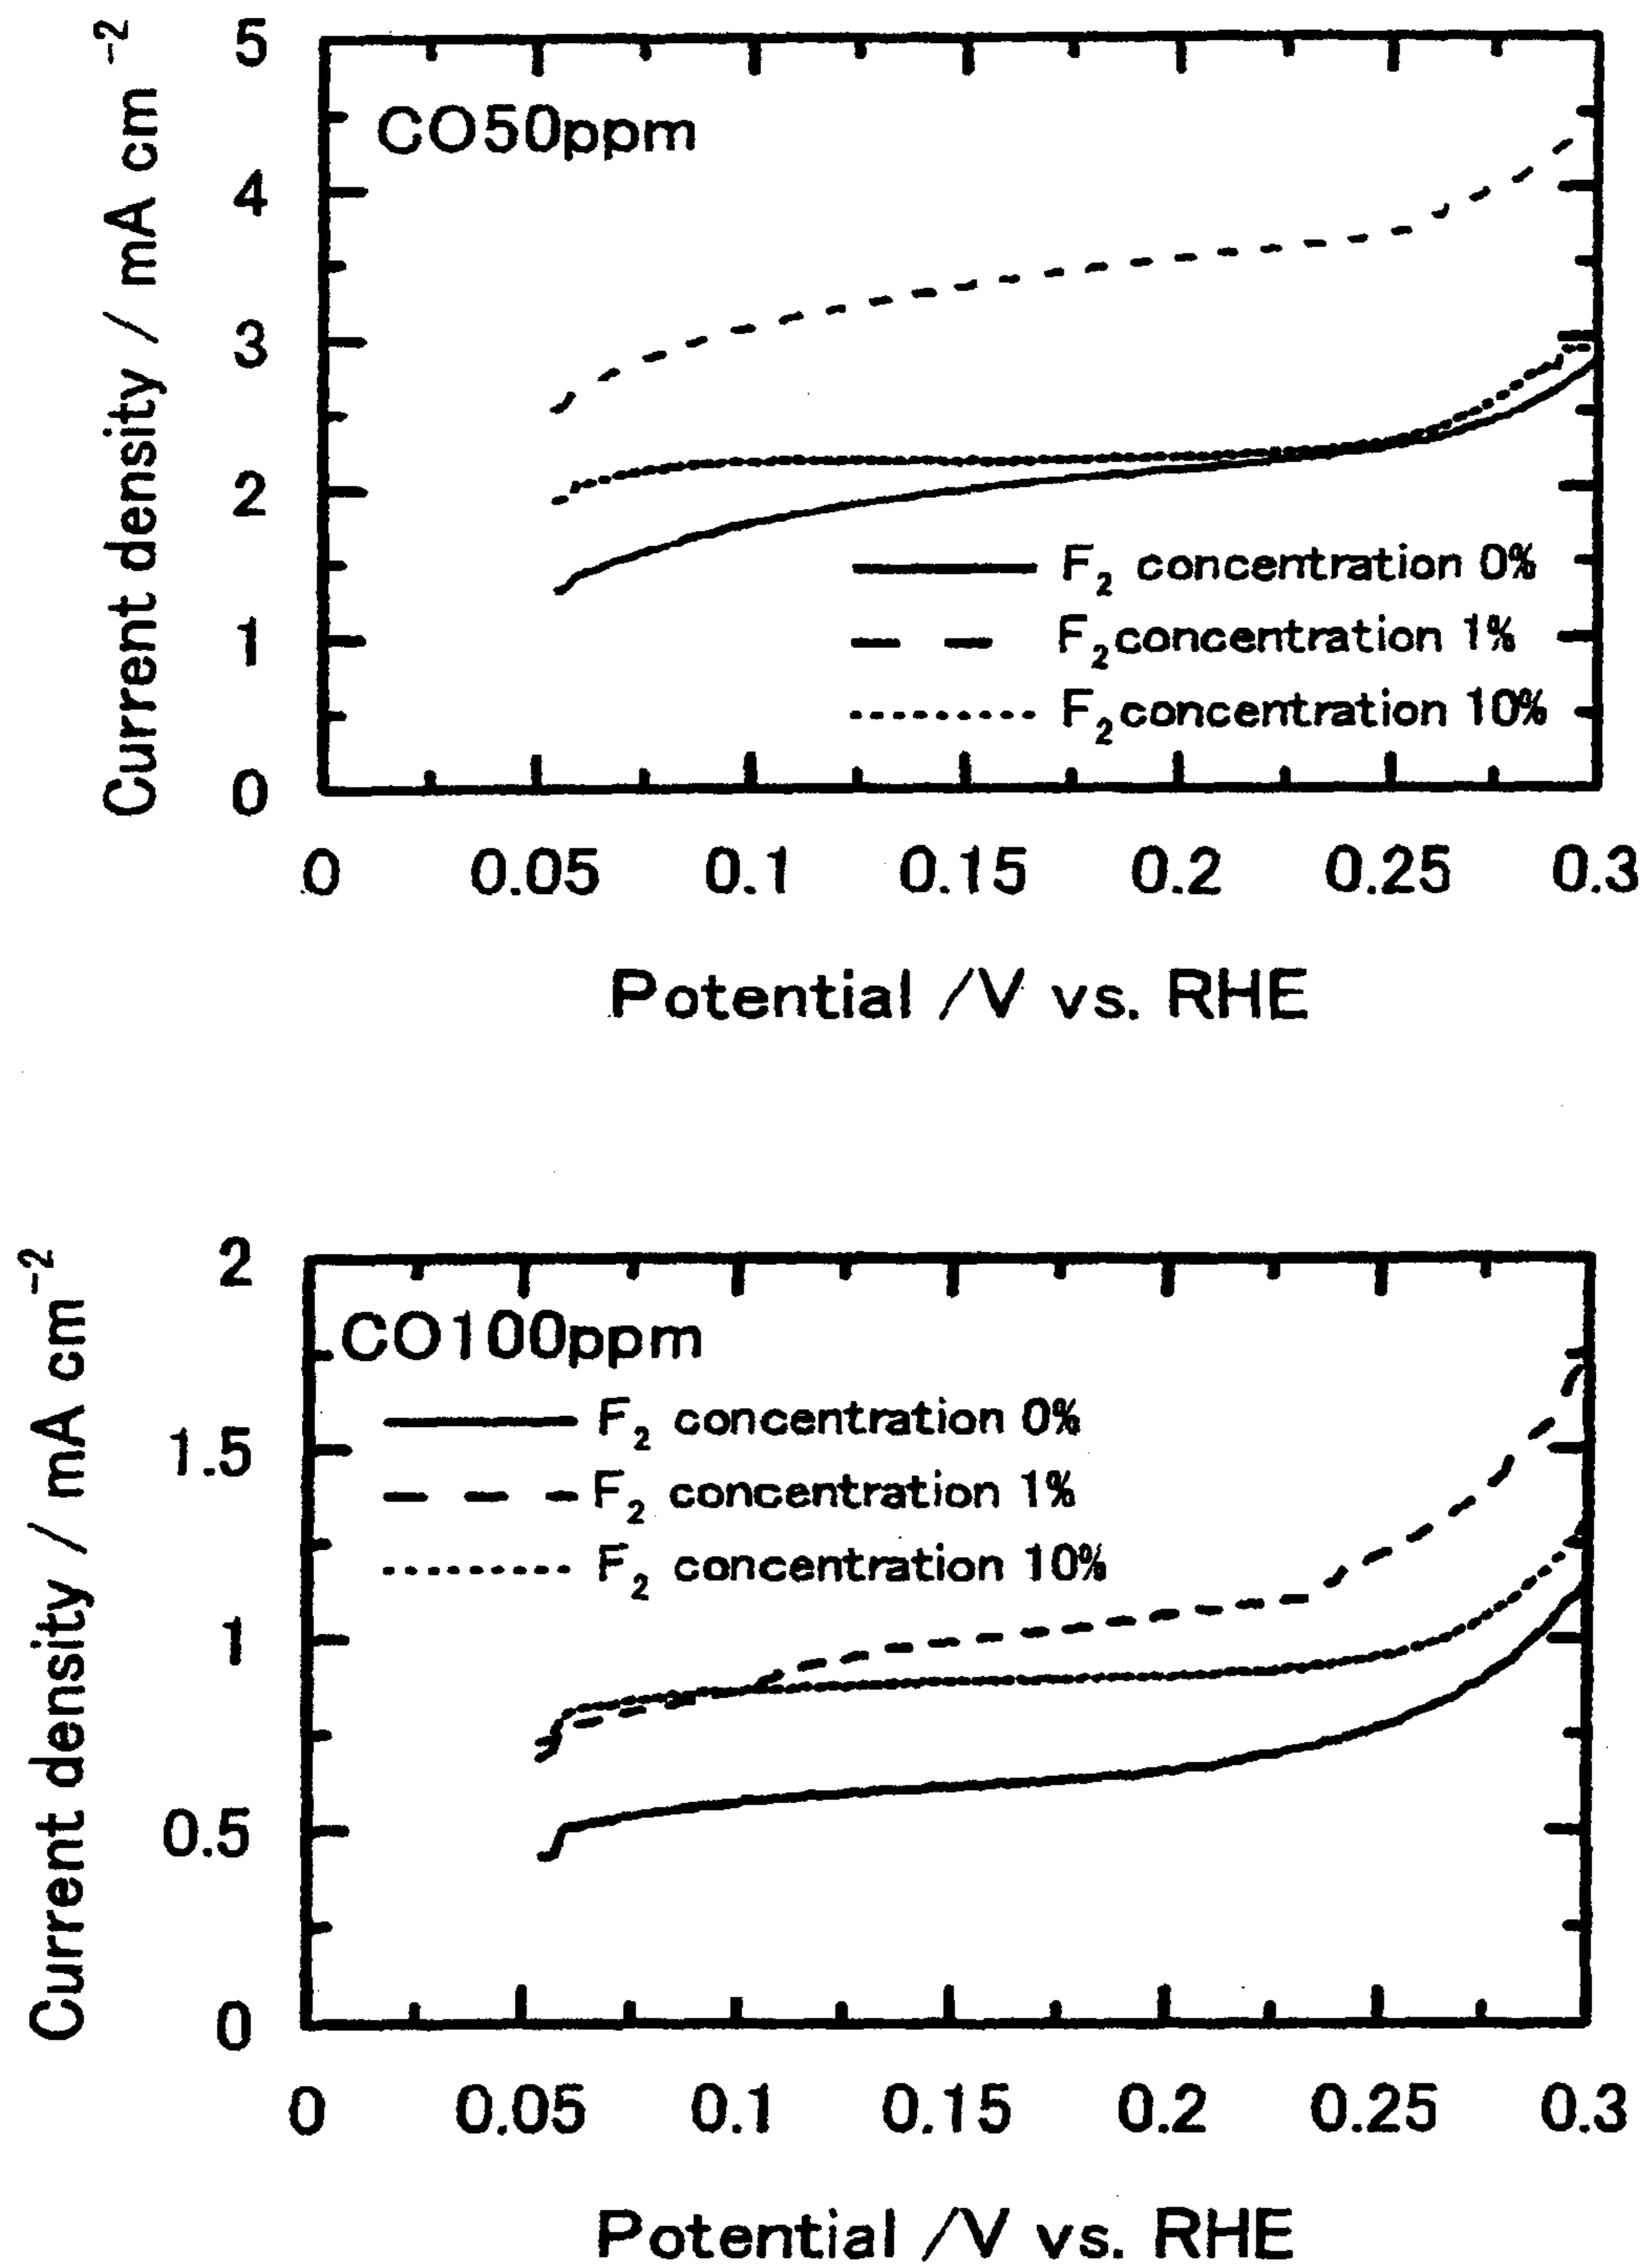 Current density / mA cm⁻²
5
4
3
2
1
0
CO50ppm
F₂ concentration 0%
F₂concentration 1%
F₂concentration 10%
0 0.05 0.1 0.15 0.2 0.25 0.3
Potential /V vs. RHE
Current density / mA cm⁻²
2
1.5
1
0.5
0
CO100ppm
F₂ concentration 0%
F₂ concentration 1%
F₂ concentration 10%
0 0.05 0.1 0.15 0.2 0.25 0.3
Potential /V vs. RHE